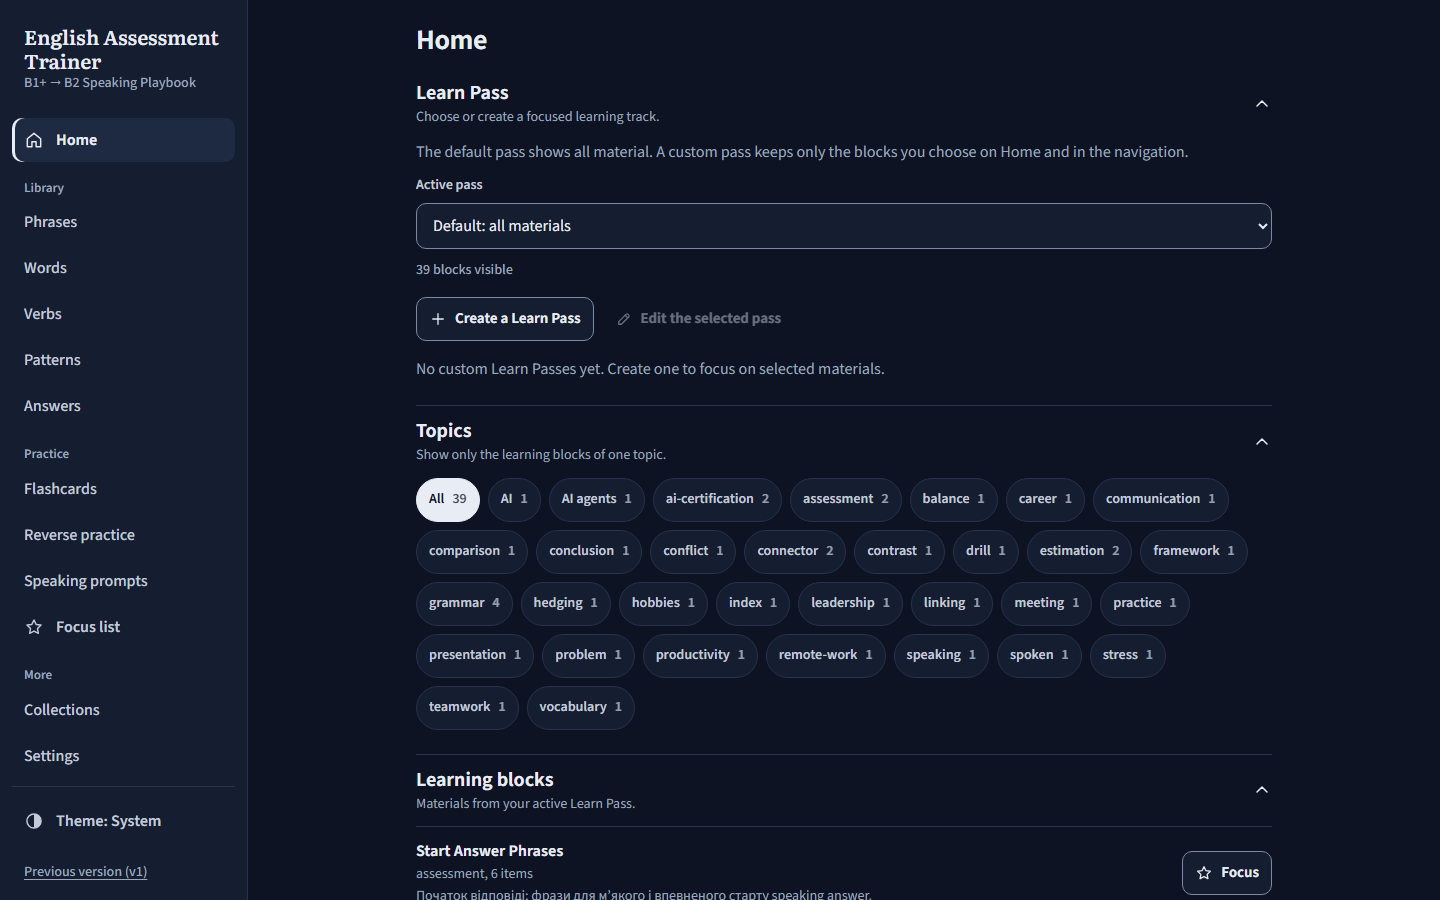 English Assessment
Trainer
B1+ → B2 Speaking Playbook
Home
Library
Phrases
Words
Verbs
Patterns
Answers
Practice
Flashcards
Reverse practice
Speaking prompts
Focus list
More
Collections
Settings
Theme: System
Previous version (v1)
Home
Learn Pass
Choose or create a focused learning track.
The default pass shows all material. A custom pass keeps only the blocks you choose on Home and in the navigation.
Active pass
Default: all materials
39 blocks visible
Create a Learn Pass Edit the selected pass
No custom Learn Passes yet. Create one to focus on selected materials.
Topics
Show only the learning blocks of one topic.
All 39 AI 1 AI agents 1 ai-certification 2 assessment 2 balance 1 career 1 communication 1
comparison 1 conclusion 1 conflict 1 connector 2 contrast 1 drill 1 estimation 2 framework 1
grammar 4 hedging 1 hobbies 1 index 1 leadership 1 linking 1 meeting 1 practice 1
presentation 1 problem 1 productivity 1 remote-work 1 speaking 1 spoken 1 stress 1
teamwork 1 vocabulary 1
Learning blocks
Materials from your active Learn Pass.
Start Answer Phrases
assessment, 6 items
Focus
Початок відповіді: фрази для м’якого і впевненого старту speaking answer.